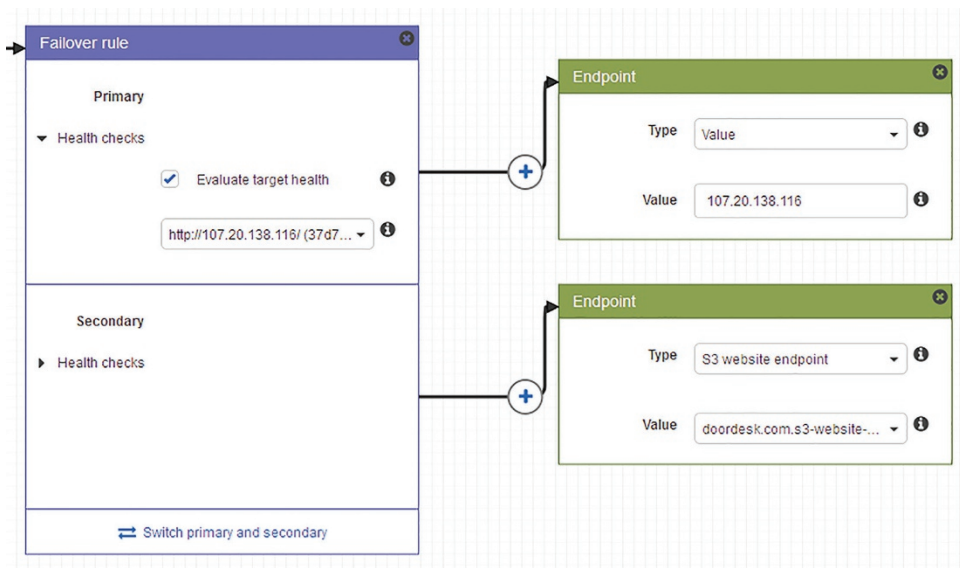 Failover rule
Primary
Health checks
Evaluate target health
http://107.20.138.116/ (37d7...
Secondary
Health checks
Switch primary and secondary
Endpoint
Type
Value
Value
107.20.138.116
Endpoint
Type
S3 website endpoint
Value
doordesk.com.s3-website-...